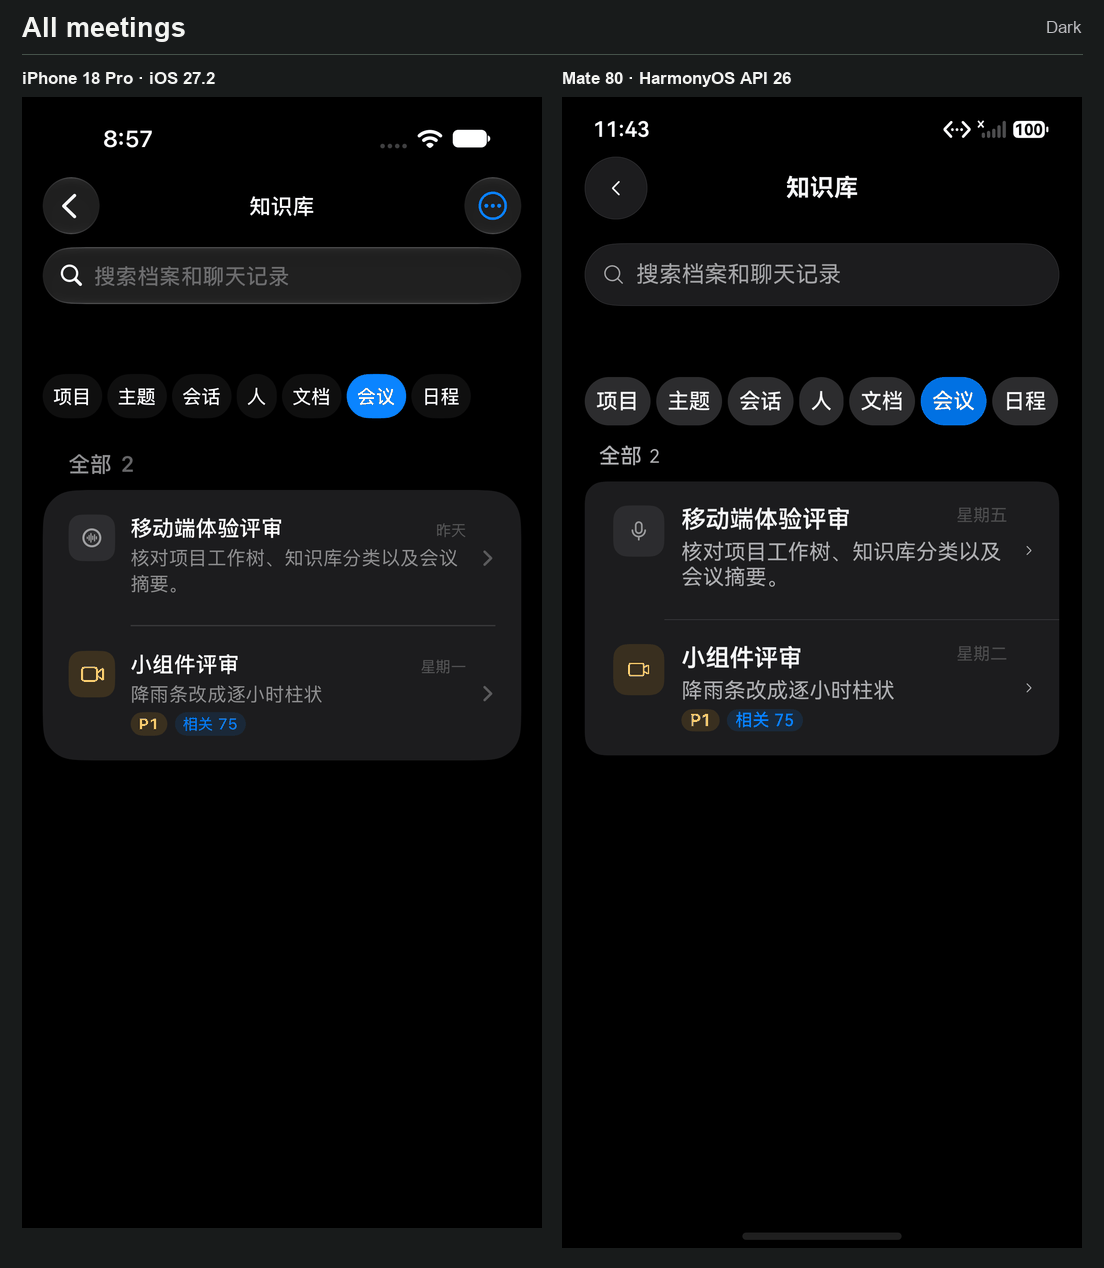 All meetings
Dark
iPhone 18 Pro · iOS 27.2
8:57
知识库
搜索档案和聊天记录
项目 主题 会话 人 文档 会议 日程
全部 2
移动端体验评审 昨天
核对项目工作树、知识库分类以及会议
摘要。
小组件评审 星期一
降雨条改成逐小时柱状
P1 相关 75
Mate 80 · HarmonyOS API 26
11:43 100
知识库
搜索档案和聊天记录
项目 主题 会话 人 文档 会议 日程
全部 2
移动端体验评审 星期五
核对项目工作树、知识库分类以及
会议摘要。
小组件评审 星期二
降雨条改成逐小时柱状
P1 相关 75